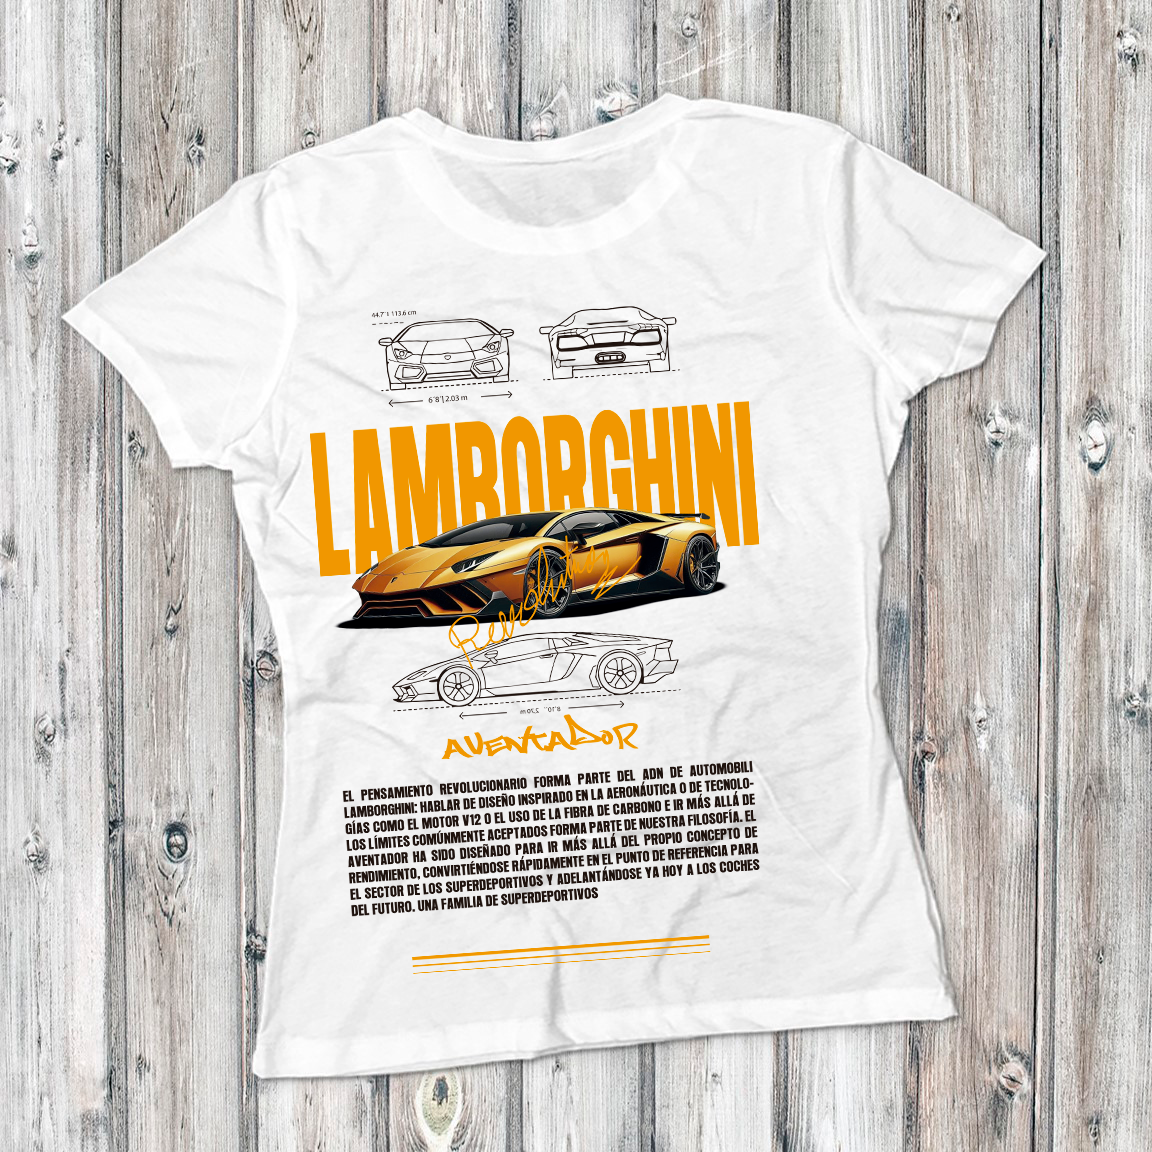 44.7"| 113.6 cm
6'8"|2.03 m
LAMBORGHINI
Revolution
8'10'' 2.70 m
AVENTADOR
EL PENSAMIENTO REVOLUCIONARIO FORMA PARTE DEL ADN DE AUTOMOBILI
LAMBORGHINI: HABLAR DE DISEÑO INSPIRADO EN LA AERONÁUTICA O DE TECNOLO-
GÍAS COMO EL MOTOR V12 O EL USO DE LA FIBRA DE CARBONO E IR MÁS ALLÁ DE
LOS LÍMITES COMÚNMENTE ACEPTADOS FORMA PARTE DE NUESTRA FILOSOFÍA. EL
AVENTADOR HA SIDO DISEÑADO PARA IR MÁS ALLÁ DEL PROPIO CONCEPTO DE
RENDIMIENTO, CONVIRTIÉNDOSE RÁPIDAMENTE EN EL PUNTO DE REFERENCIA PARA
EL SECTOR DE LOS SUPERDEPORTIVOS Y ADELANTÁNDOSE YA HOY A LOS COCHES
DEL FUTURO. UNA FAMILIA DE SUPERDEPORTIVOS